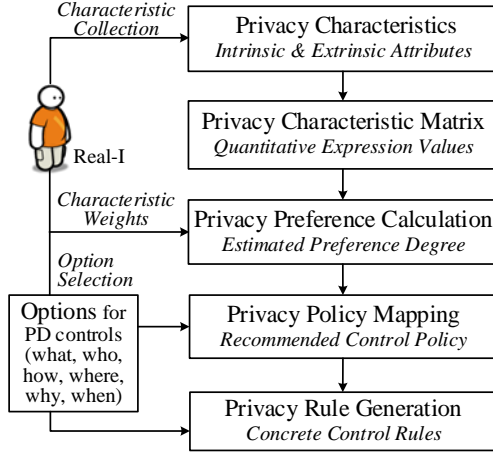 Characteristic
Collection
Privacy Characteristics
Intrinsic & Extrinsic Attributes
Privacy Characteristic Matrix
Quantitative Expression Values
Real-I
Characteristic
Weights
Privacy Preference Calculation
Estimated Preference Degree
Option
Selection
Options for
PD controls
(what, who,
how, where,
why, when)
Privacy Policy Mapping
Recommended Control Policy
Privacy Rule Generation
Concrete Control Rules